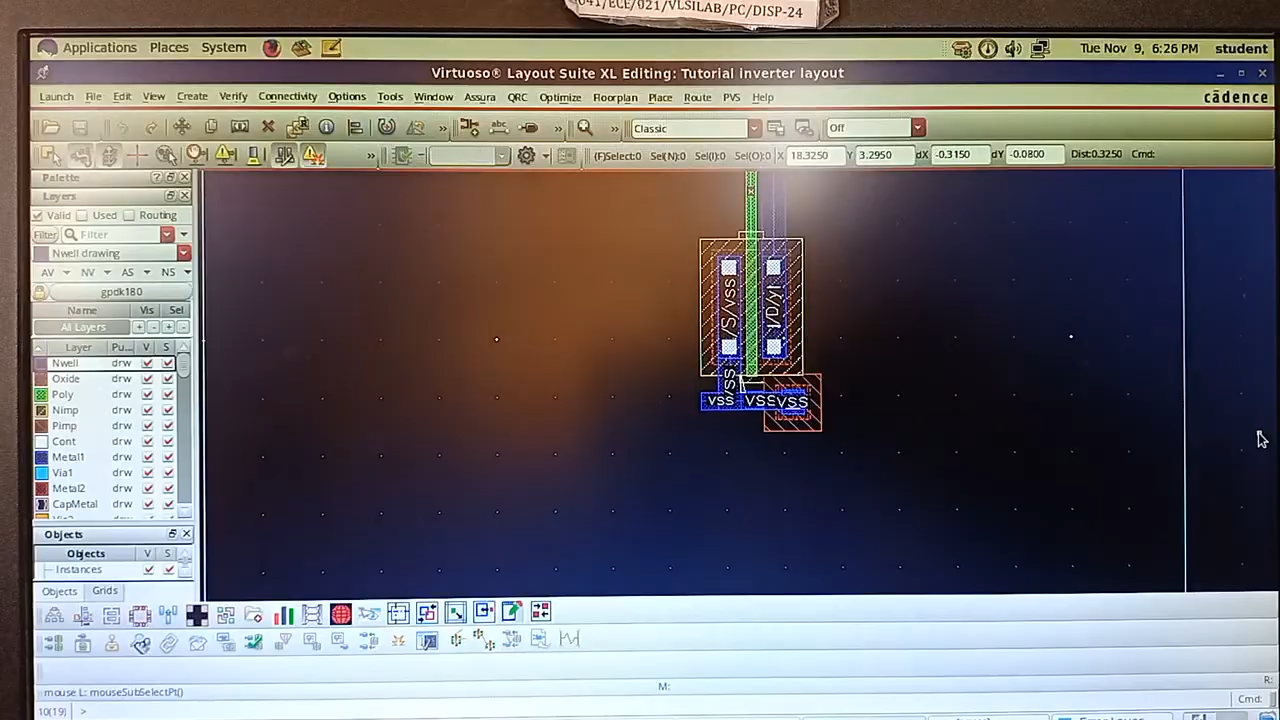 041/ECE/021/VLSILAB/PC/DISP-24
Applications Places System
Tue Nov 9, 6:26 PM student
Virtuoso® Layout Suite XL Editing: Tutorial inverter layout
Launch File Edit View Create Verify Connectivity Options Tools Window Assura QRC Optimize Floorplan Place Route PVS Help
cādence
abc
»
Classic
Off
» (F)Select:0 Sel(N):0 Sel(I):0 Sel(O):0 X 18.3250 Y 3.2950 dX -0.3150 dY -0.0800 Dist:0.3250 Cmd:
Palette
Layers
Valid Used Routing
Filter Filter
Nwell drawing
AV NV AS NS
gpdk180
Name Vis Sel
All Layers + - + -
Layer Pu... V S
Nwell drw
Oxide drw
Poly drw
Nimp drw
Pimp drw
Cont drw
Metal1 drw
Via1 drw
Metal2 drw
CapMetal drw
Objects
Objects V S
Instances
Objects Grids
/S/vss
/D/y!
vss VSS VSS
mouse L: mouseSubSelectPt()
M:
R:
10(19) >
Cmd: